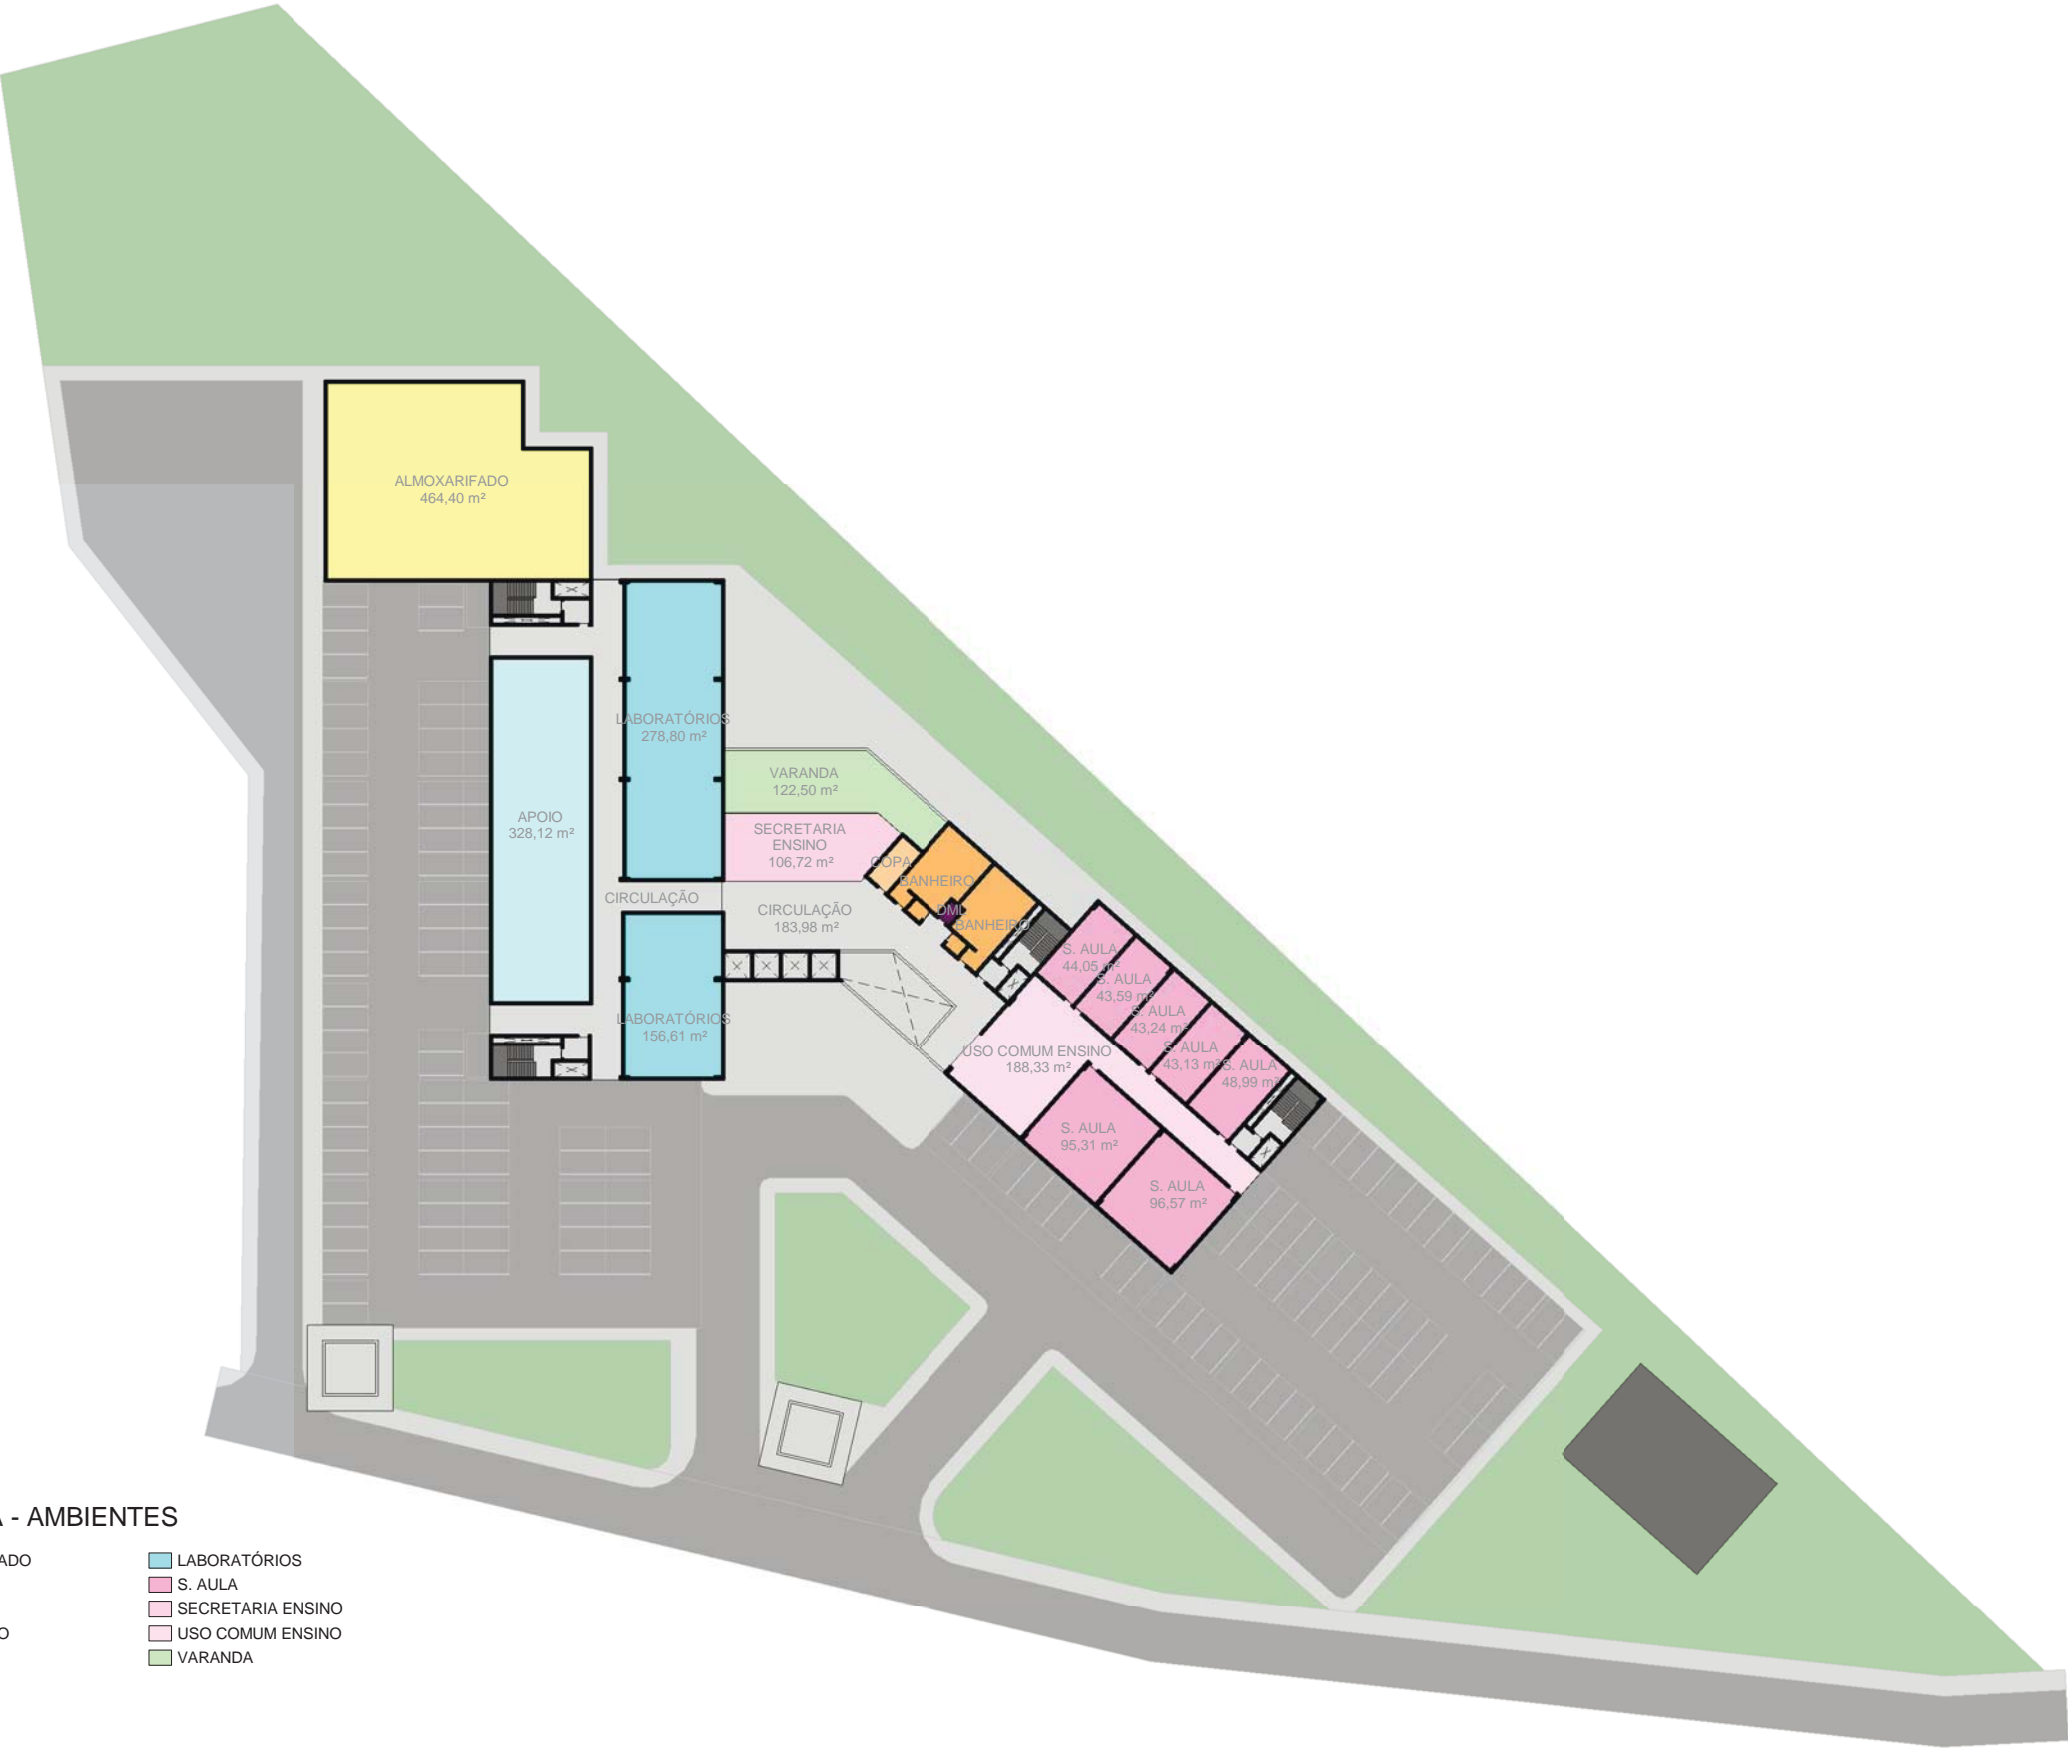 ALMOXARIFADO
464,40 m²
LABORATÓRIOS
278,80 m²
VARANDA
122,50 m²
APOIO
328,12 m²
SECRETARIA
ENSINO
106,72 m²
COPA
BANHEIRO
CIRCULAÇÃO
CIRCULAÇÃO
183,98 m²
DML
BANHEIRO
S. AULA
44,05 m²
S. AULA
43,59 m²
S. AULA
43,24 m²
S. AULA
43,13 m²
S. AULA
48,99 m²
LABORATÓRIOS
156,61 m²
USO COMUM ENSINO
188,33 m²
S. AULA
95,31 m²
S. AULA
96,57 m²
A - AMBIENTES
ADO
O
LABORATÓRIOS
S. AULA
SECRETARIA ENSINO
USO COMUM ENSINO
VARANDA